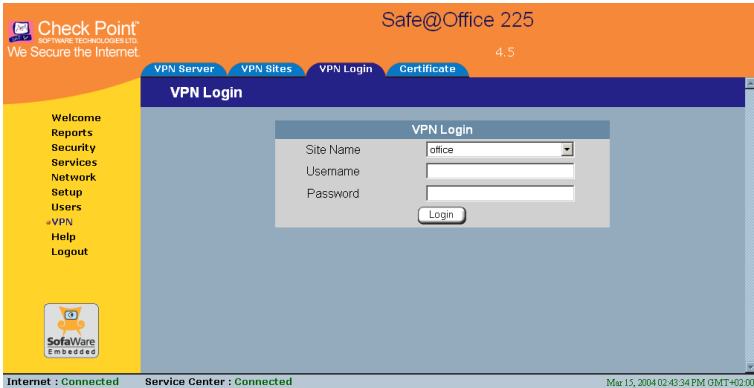 Check Point™
SOFTWARE TECHNOLOGIES LTD.
We Secure the Internet.
Safe@Office 225
4.5
VPN Server VPN Sites VPN Login Certificate
VPN Login
Welcome
Reports
Security
Services
Network
Setup
Users
VPN
Help
Logout
VPN Login
Site Name office
Username
Password
Login
SofaWare
Embedded
Internet : Connected Service Center : Connected Mar 15, 2004 02:43:34 PM GMT+02:00